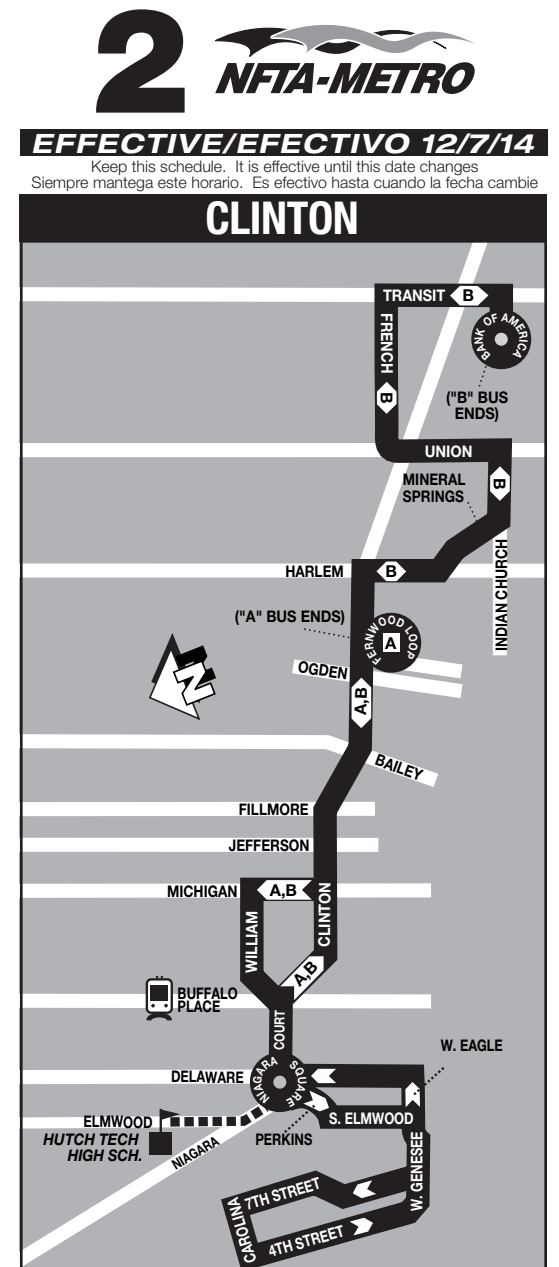 2
NFTA-METRO
EFFECTIVE/EFECTIVO 12/7/14
Keep this schedule. It is effective until this date changes
Siempre mantega este horario. Es efectivo hasta cuando la fecha cambie
CLINTON
TRANSIT
B
BANK OF AMERICA
FRENCH
B
("B" BUS
ENDS)
UNION
MINERAL
SPRINGS
B
INDIAN CHURCH
HARLEM
B
("A" BUS ENDS)
FERNWOOD LOOP
A
OGDEN
N
A,B
BAILEY
FILLMORE
JEFFERSON
MICHIGAN
A,B
WILLIAM
CLINTON
A,B
BUFFALO
PLACE
COURT
W. EAGLE
DELAWARE
NIAGARA SQUARE
ELMWOOD
S. ELMWOOD
HUTCH TECH
HIGH SCH.
NIAGARA
PERKINS
W. GENESEE
7TH STREET
CAROLINA
4TH STREET